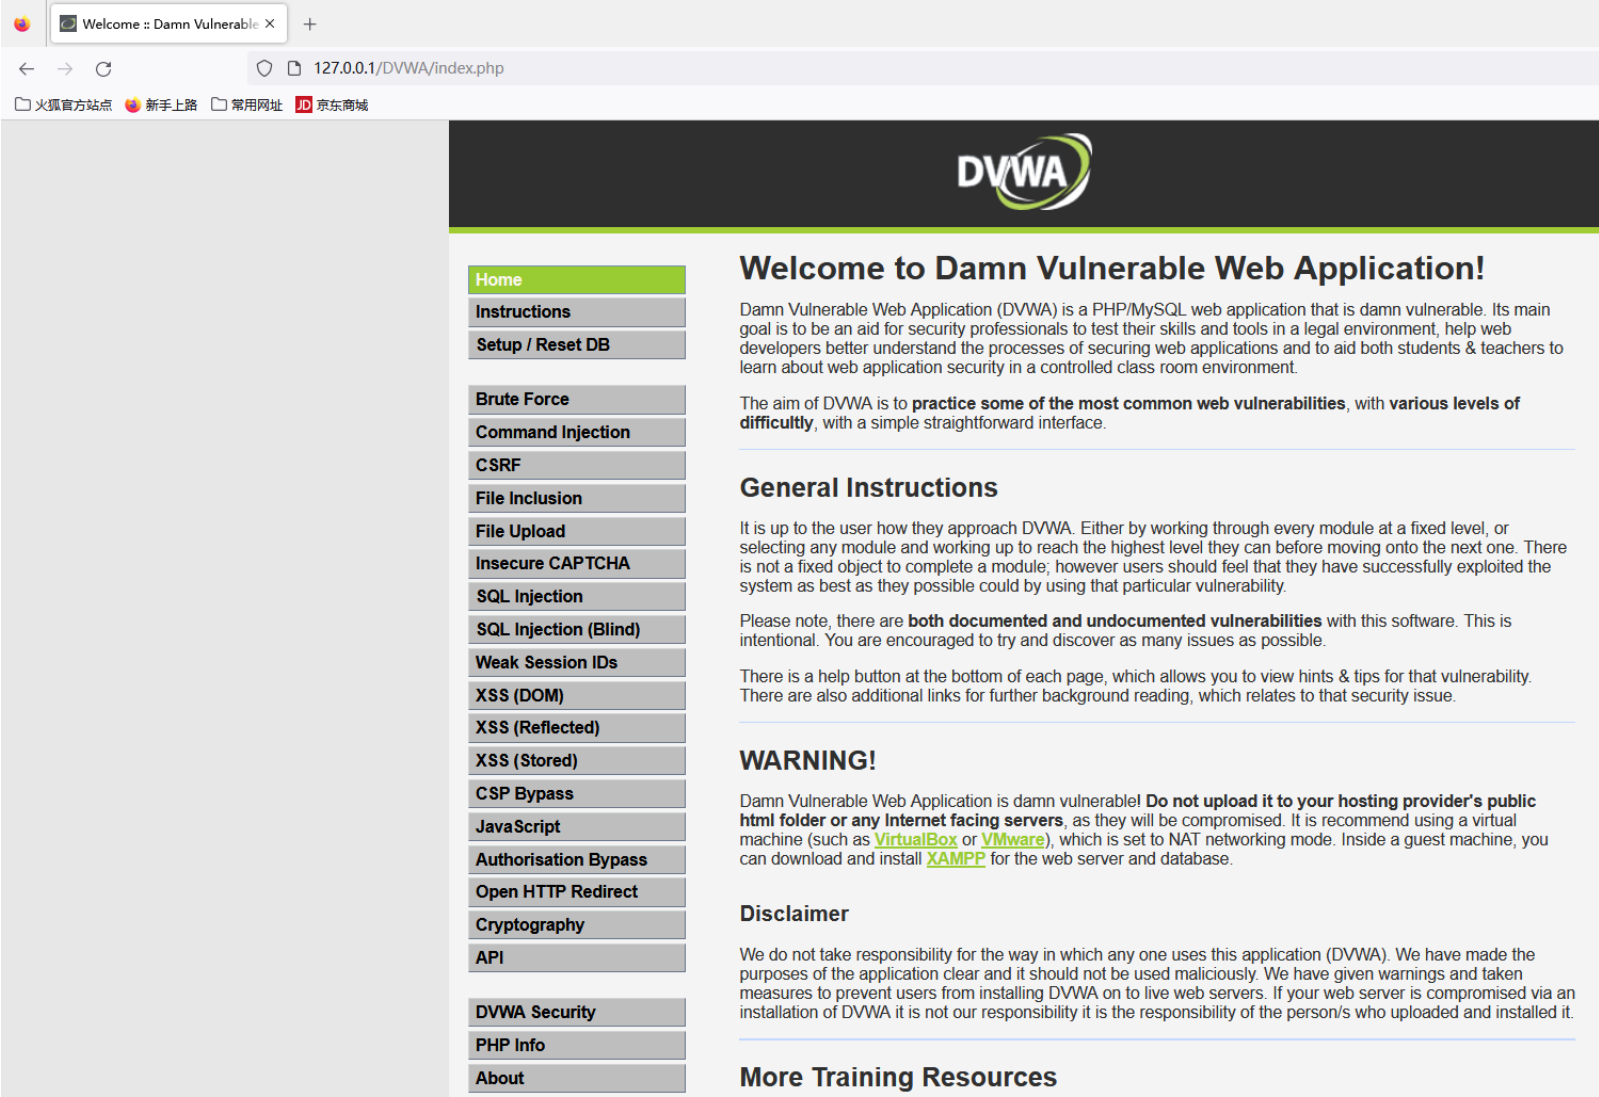 Welcome :: Damn Vulnerable
127.0.0.1/DVWA/index.php
火狐官方站点 新手上路 常用网址 JD 京东商城
DVWA
Home
Instructions
Setup / Reset DB
Brute Force
Command Injection
CSRF
File Inclusion
File Upload
Insecure CAPTCHA
SQL Injection
SQL Injection (Blind)
Weak Session IDs
XSS (DOM)
XSS (Reflected)
XSS (Stored)
CSP Bypass
JavaScript
Authorisation Bypass
Open HTTP Redirect
Cryptography
API
DVWA Security
PHP Info
About
Welcome to Damn Vulnerable Web Application!
Damn Vulnerable Web Application (DVWA) is a PHP/MySQL web application that is damn vulnerable. Its main
goal is to be an aid for security professionals to test their skills and tools in a legal environment, help web
developers better understand the processes of securing web applications and to aid both students & teachers to
learn about web application security in a controlled class room environment.
The aim of DVWA is to practice some of the most common web vulnerabilities, with various levels of
difficultly, with a simple straightforward interface.
General Instructions
It is up to the user how they approach DVWA. Either by working through every module at a fixed level, or
selecting any module and working up to reach the highest level they can before moving onto the next one. There
is not a fixed object to complete a module; however users should feel that they have successfully exploited the
system as best as they possible could by using that particular vulnerability.
Please note, there are both documented and undocumented vulnerabilities with this software. This is
intentional. You are encouraged to try and discover as many issues as possible.
There is a help button at the bottom of each page, which allows you to view hints & tips for that vulnerability.
There are also additional links for further background reading, which relates to that security issue.
WARNING!
Damn Vulnerable Web Application is damn vulnerable! Do not upload it to your hosting provider's public
html folder or any Internet facing servers, as they will be compromised. It is recommend using a virtual
machine (such as VirtualBox or VMware), which is set to NAT networking mode. Inside a guest machine, you
can download and install XAMPP for the web server and database.
Disclaimer
We do not take responsibility for the way in which any one uses this application (DVWA). We have made the
purposes of the application clear and it should not be used maliciously. We have given warnings and taken
measures to prevent users from installing DVWA on to live web servers. If your web server is compromised via an
installation of DVWA it is not our responsibility it is the responsibility of the person/s who uploaded and installed it.
More Training Resources